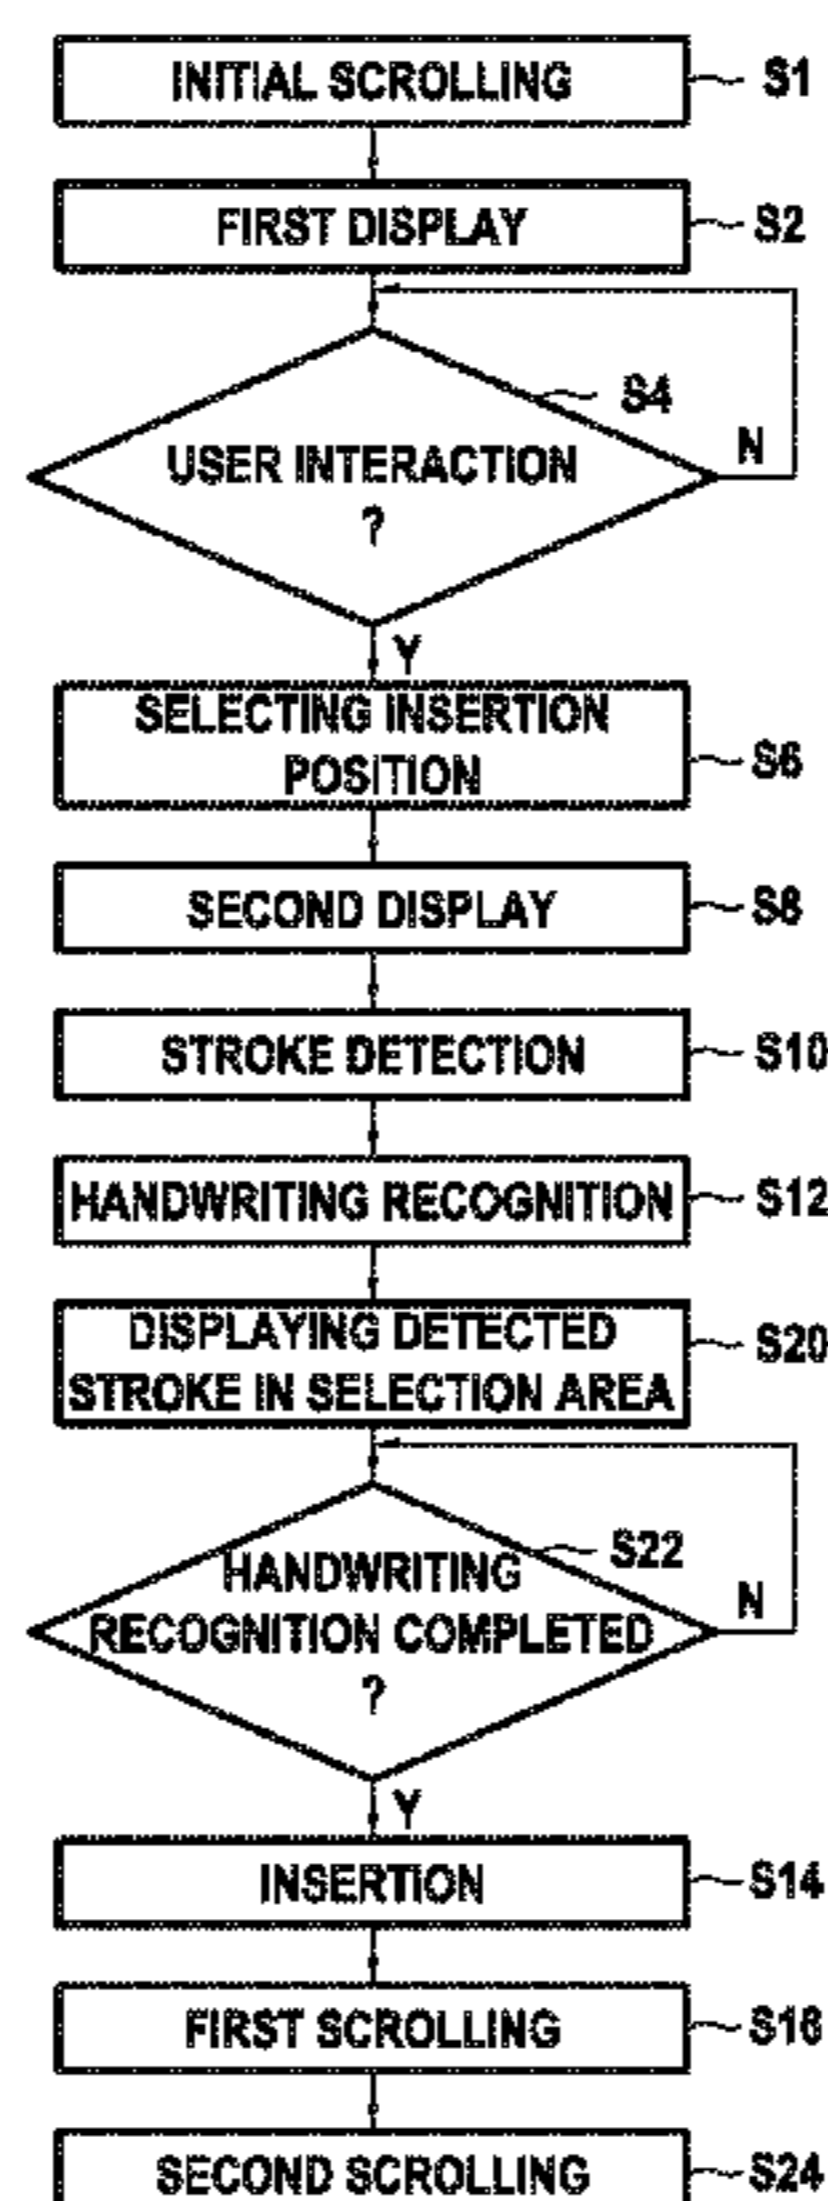 INITIAL SCROLLING
S1
FIRST DISPLAY
S2
S4
USER INTERACTION
?
N
Y
SELECTING INSERTION
POSITION
S6
SECOND DISPLAY
S8
STROKE DETECTION
S10
HANDWRITING RECOGNITION
S12
DISPLAYING DETECTED
STROKE IN SELECTION AREA
S20
S22
HANDWRITING
RECOGNITION COMPLETED
?
N
Y
INSERTION
S14
FIRST SCROLLING
SECOND SCROLLING
S24